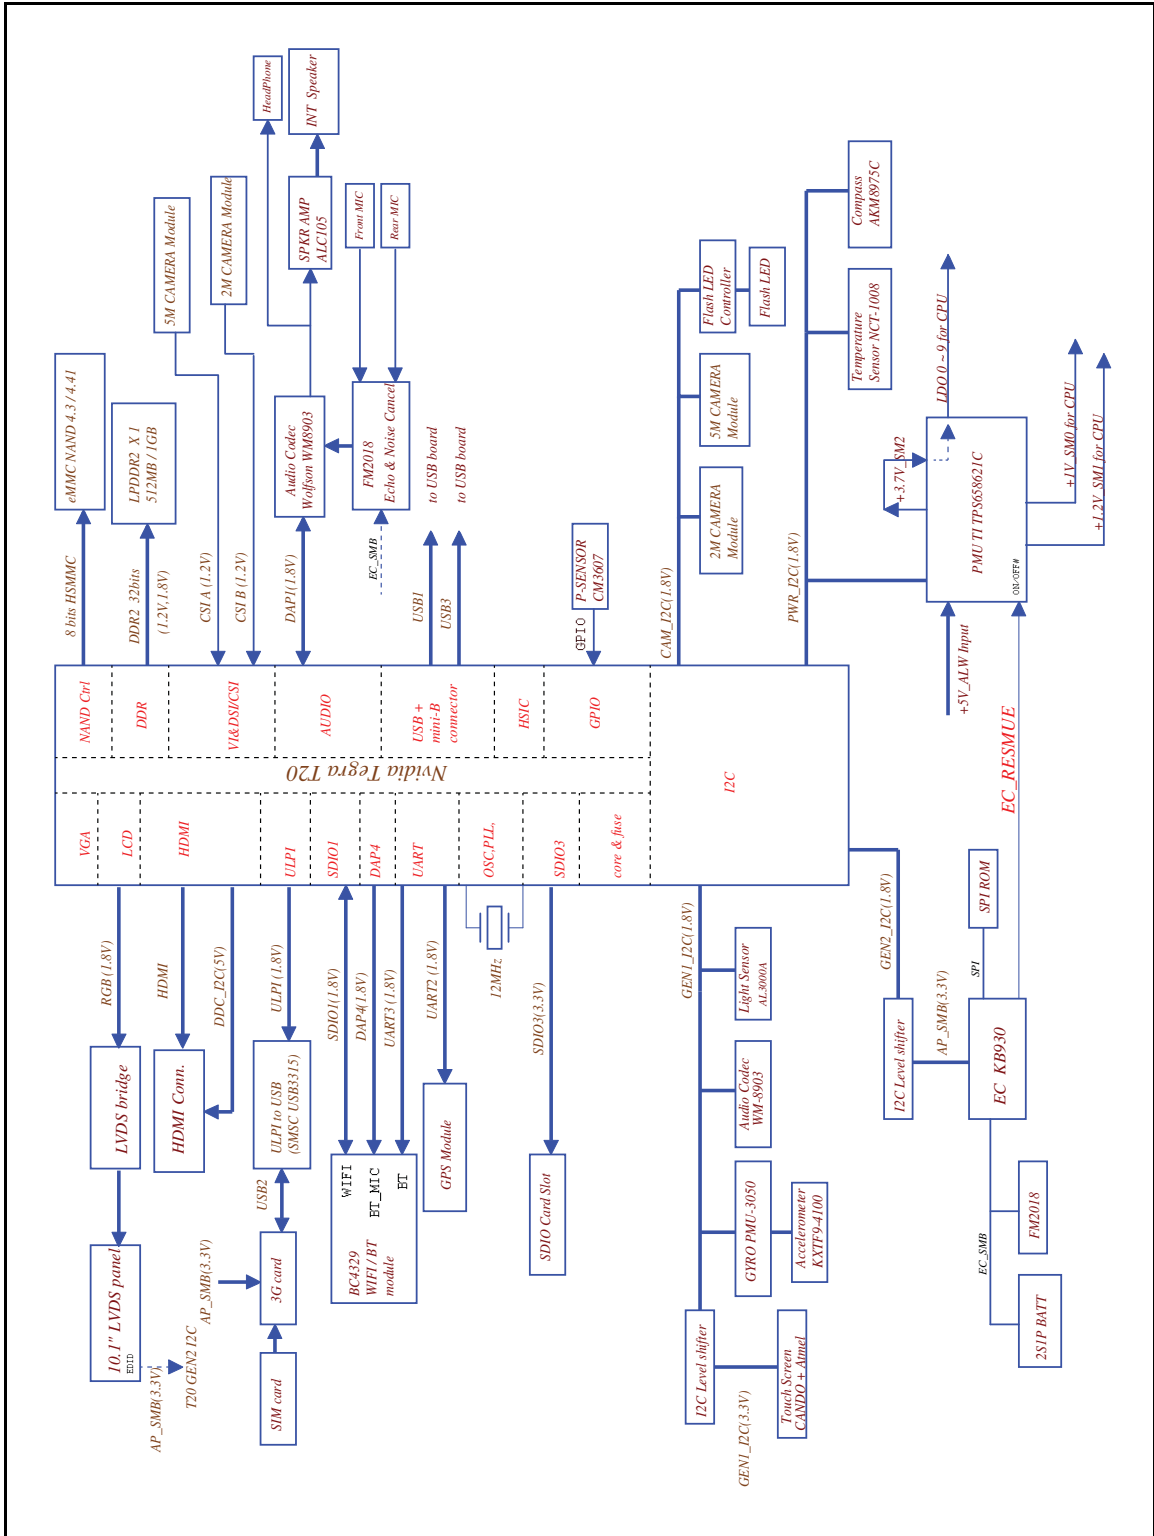 10.1" LVDS panel
EDID
AP_SMB(3.3V)
T20 GEN2 I2C
LVDS bridge
RGB (1.8V)
HDMI Conn.
HDMI
DDC_I2C(5V)
SIM card
3G card
AP_SMB(3.3V)
USB2
ULPI to USB
(SMSC USB3315)
ULPI (1.8V)
BC4329
WIFI / BT
module
WIFI
BT_MIC
BT
SDIO1(1.8V)
DAP4(1.8V)
UART3 (1.8V)
GPS Module
UART2 (1.8V)
12MHz
SDIO Card Slot
SDIO3(3.3V)
VGA
LCD
HDMI
ULPI
SDIO1
DAP4
UART
OSC,PLL,
SDIO3
core & fuse
Nvidia Tegra T20
I2C
NAND Ctrl
DDR
VI&DSI/CSI
AUDIO
USB +
mini-B
connector
HSIC
GPIO
8 bits HSMMC
eMMC NAND 4.3 / 4.41
DDR2 32bits
(1.2V,1.8V)
LPDDR2 X 1
512MB / 1GB
CSI A (1.2V)
5M CAMERA Module
CSI B (1.2V)
2M CAMERA Module
DAP1(1.8V)
Audio Codec
Wolfson WM8903
SPKR AMP
ALC105
HeadPhone
INT Speaker
EC_SMB
FM2018
Echo & Noise Cancel
Front MIC
Rear MIC
USB1
to USB board
USB3
to USB board
GPIO
P-SENSOR
CM3607
CAM_I2C(1.8V)
2M CAMERA
Module
5M CAMERA
Module
Flash LED
Controller
Flash LED
PWR_I2C(1.8V)
Temperature
Sensor NCT-1008
Compass
AKM8975C
+3.7V_SM2
PMU TI TPS658621C
ON/OFF#
+5V_ALW Input
LDO 0 ~ 9 for CPU
+1V_SM0 for CPU
+1.2V_SM1 for CPU
EC_RESMUE
GEN1_I2C(1.8V)
Light Sensor
AL3000A
Audio Codec
WM-8903
GYRO PMU-3050
Accelerometer
KXTF9-4100
I2C Level shifter
GEN1_I2C(3.3V)
Touch Screen
CANDO + Atmel
GEN2_I2C(1.8V)
I2C Level shifter
AP_SMB(3.3V)
EC KB930
SPI
SPI ROM
EC_SMB
FM2018
2S1P BATT